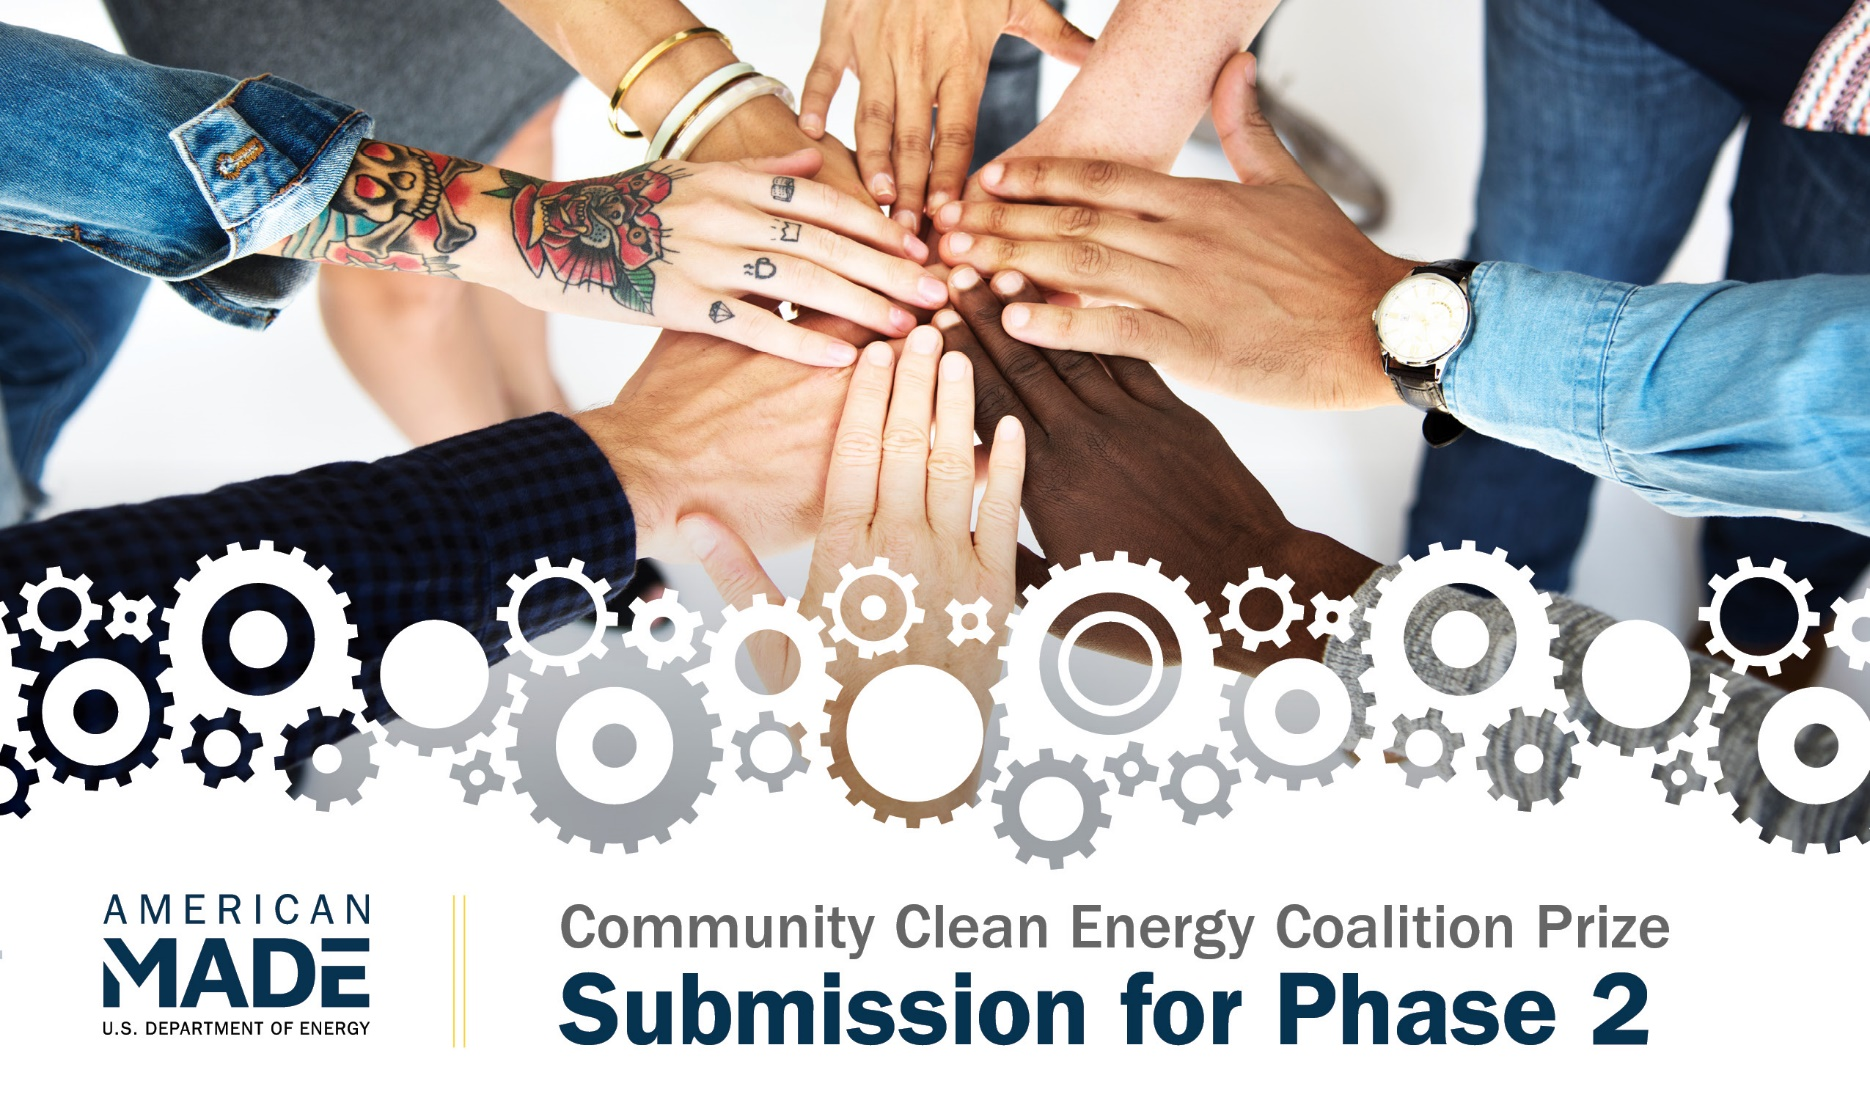 AMERICAN
MADE
U.S. DEPARTMENT OF ENERGY
Community Clean Energy Coalition Prize
Submission for Phase 2